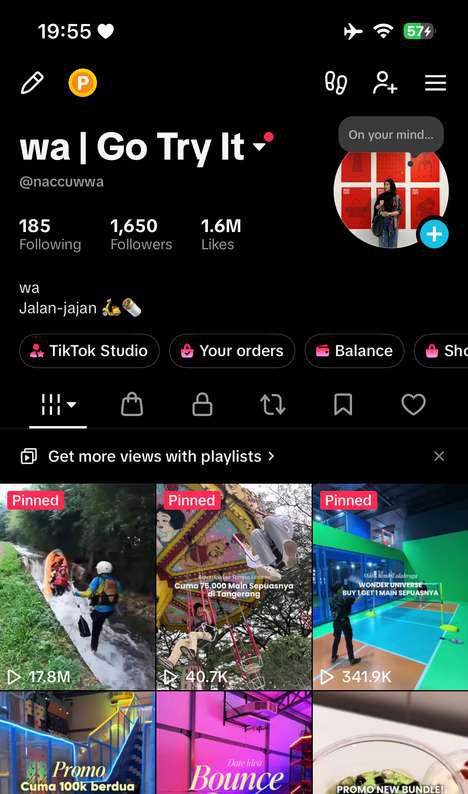 19:55
57
P
wa | Go Try It
On your mind...
@naccuwwa
185
Following
1,650
Followers
1.6M
Likes
wa
Jalan-jajan
TikTok Studio
Your orders
Balance
Sho
Get more views with playlists
Pinned
Pinned
Pinned
Cuma 75.000 Main Sepuasnya
di Tangerang
WONDER UNIVERSE
BUY 1 GET 1 MAIN SEPUASNYA
17.8M
40.7K
341.9K
Promo
Cuma 100k berdua
Date Idea
Bounce
PROMO NEW BUNDLE!